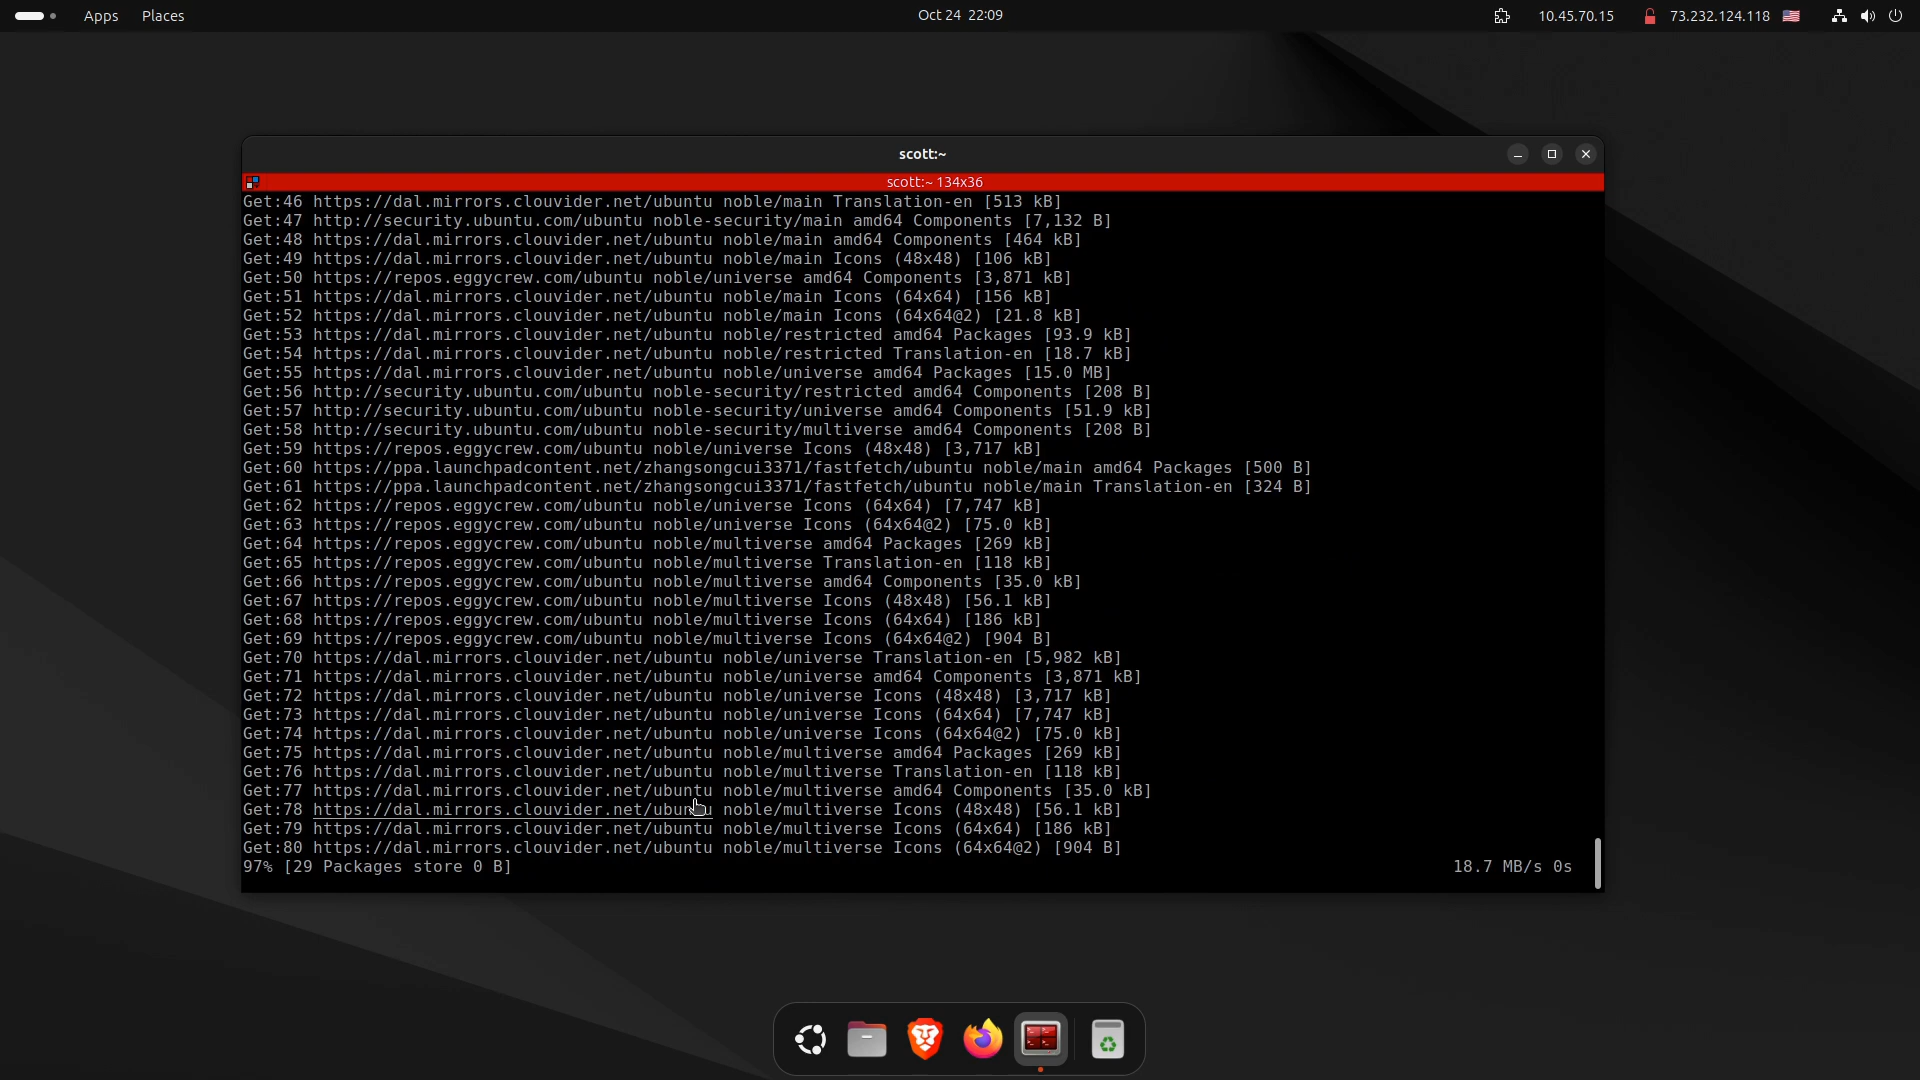 Apps Places Oct 24 22:09 10.45.70.15 73.232.124.118
scott:~
scott:~ 134x36
Get:46 https://dal.mirrors.clouvider.net/ubuntu noble/main Translation-en [513 kB]
Get:47 http://security.ubuntu.com/ubuntu noble-security/main amd64 Components [7,132 B]
Get:48 https://dal.mirrors.clouvider.net/ubuntu noble/main amd64 Components [464 kB]
Get:49 https://dal.mirrors.clouvider.net/ubuntu noble/main Icons (48x48) [106 kB]
Get:50 https://repos.eggycrew.com/ubuntu noble/universe amd64 Components [3,871 kB]
Get:51 https://dal.mirrors.clouvider.net/ubuntu noble/main Icons (64x64) [156 kB]
Get:52 https://dal.mirrors.clouvider.net/ubuntu noble/main Icons (64x64@2) [21.8 kB]
Get:53 https://dal.mirrors.clouvider.net/ubuntu noble/restricted amd64 Packages [93.9 kB]
Get:54 https://dal.mirrors.clouvider.net/ubuntu noble/restricted Translation-en [18.7 kB]
Get:55 https://dal.mirrors.clouvider.net/ubuntu noble/universe amd64 Packages [15.0 MB]
Get:56 http://security.ubuntu.com/ubuntu noble-security/restricted amd64 Components [208 B]
Get:57 http://security.ubuntu.com/ubuntu noble-security/universe amd64 Components [51.9 kB]
Get:58 http://security.ubuntu.com/ubuntu noble-security/multiverse amd64 Components [208 B]
Get:59 https://repos.eggycrew.com/ubuntu noble/universe Icons (48x48) [3,717 kB]
Get:60 https://ppa.launchpadcontent.net/zhangsongcui3371/fastfetch/ubuntu noble/main amd64 Packages [500 B]
Get:61 https://ppa.launchpadcontent.net/zhangsongcui3371/fastfetch/ubuntu noble/main Translation-en [324 B]
Get:62 https://repos.eggycrew.com/ubuntu noble/universe Icons (64x64) [7,747 kB]
Get:63 https://repos.eggycrew.com/ubuntu noble/universe Icons (64x64@2) [75.0 kB]
Get:64 https://repos.eggycrew.com/ubuntu noble/multiverse amd64 Packages [269 kB]
Get:65 https://repos.eggycrew.com/ubuntu noble/multiverse Translation-en [118 kB]
Get:66 https://repos.eggycrew.com/ubuntu noble/multiverse amd64 Components [35.0 kB]
Get:67 https://repos.eggycrew.com/ubuntu noble/multiverse Icons (48x48) [56.1 kB]
Get:68 https://repos.eggycrew.com/ubuntu noble/multiverse Icons (64x64) [186 kB]
Get:69 https://repos.eggycrew.com/ubuntu noble/multiverse Icons (64x64@2) [904 B]
Get:70 https://dal.mirrors.clouvider.net/ubuntu noble/universe Translation-en [5,982 kB]
Get:71 https://dal.mirrors.clouvider.net/ubuntu noble/universe amd64 Components [3,871 kB]
Get:72 https://dal.mirrors.clouvider.net/ubuntu noble/universe Icons (48x48) [3,717 kB]
Get:73 https://dal.mirrors.clouvider.net/ubuntu noble/universe Icons (64x64) [7,747 kB]
Get:74 https://dal.mirrors.clouvider.net/ubuntu noble/universe Icons (64x64@2) [75.0 kB]
Get:75 https://dal.mirrors.clouvider.net/ubuntu noble/multiverse amd64 Packages [269 kB]
Get:76 https://dal.mirrors.clouvider.net/ubuntu noble/multiverse Translation-en [118 kB]
Get:77 https://dal.mirrors.clouvider.net/ubuntu noble/multiverse amd64 Components [35.0 kB]
Get:78 https://dal.mirrors.clouvider.net/ubuntu noble/multiverse Icons (48x48) [56.1 kB]
Get:79 https://dal.mirrors.clouvider.net/ubuntu noble/multiverse Icons (64x64) [186 kB]
Get:80 https://dal.mirrors.clouvider.net/ubuntu noble/multiverse Icons (64x64@2) [904 B]
97% [29 Packages store 0 B] 18.7 MB/s 0s